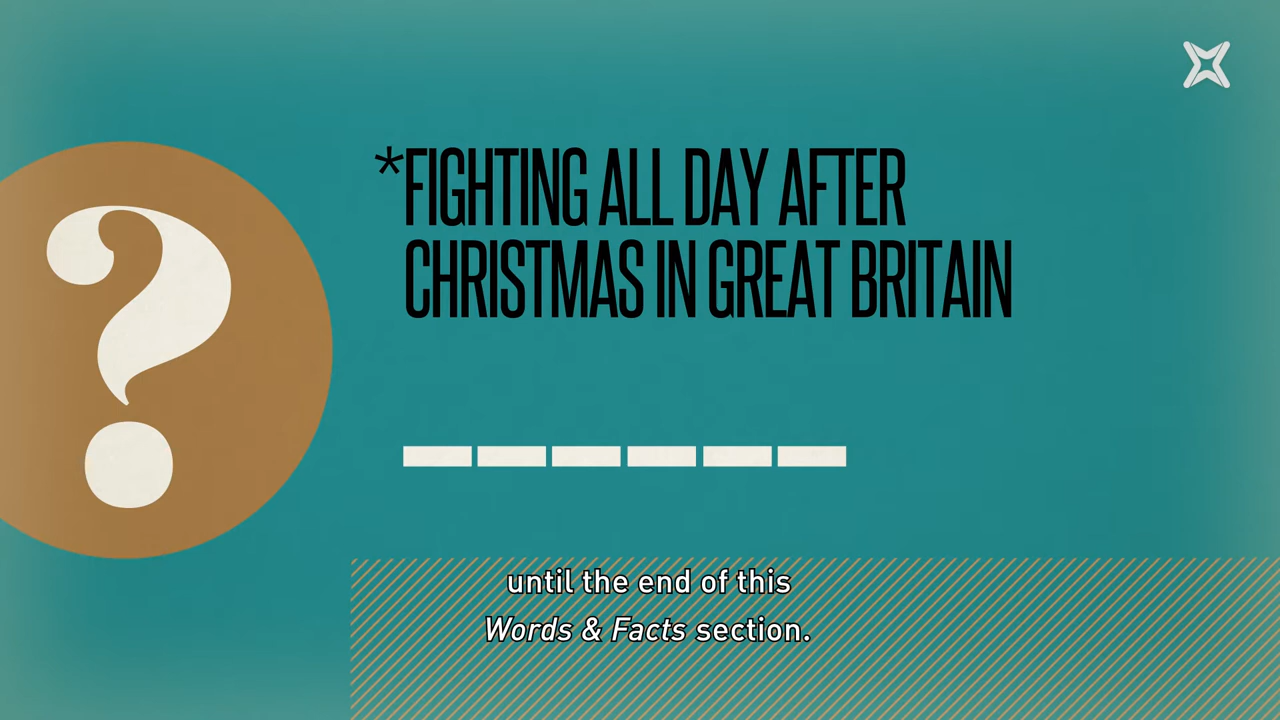 *FIGHTING ALL DAY AFTER
CHRISTMAS IN GREAT BRITAIN
?
until the end of this
Words & Facts section.